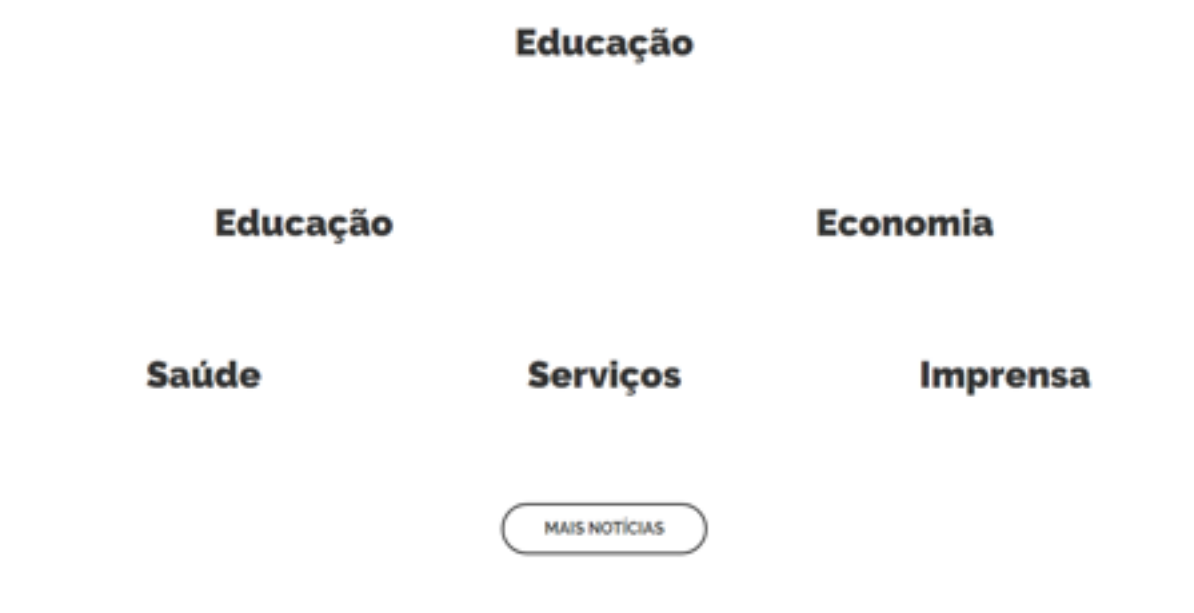 Educação
Educação Economia
Saúde Serviços Imprensa
MAIS NOTÍCIAS